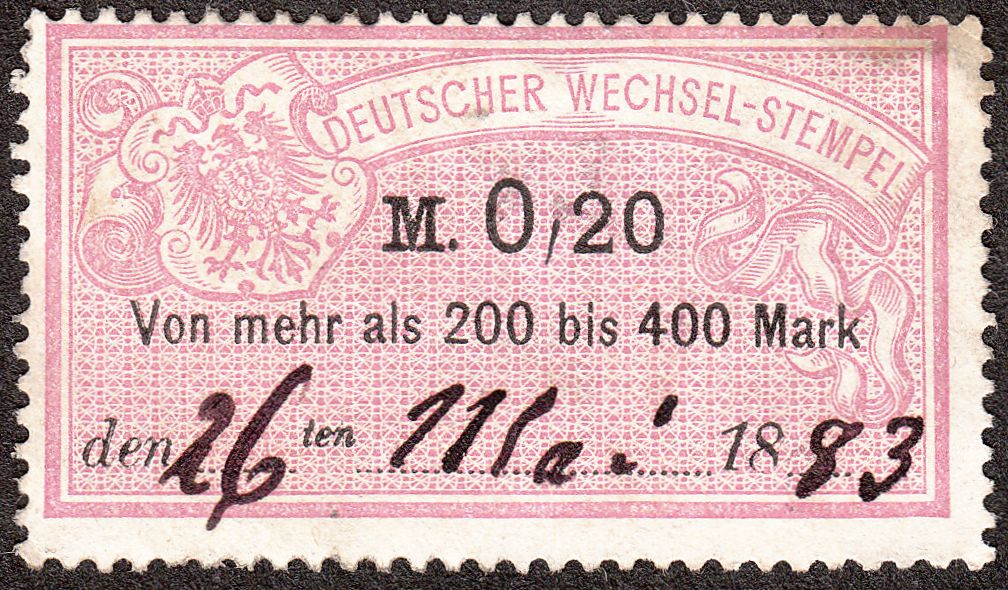 DEUTSCHER WECHSEL-STEMPEL
M. 0,20
Von mehr als 200 bis 400 Mark
den 26 ten Mai 1883